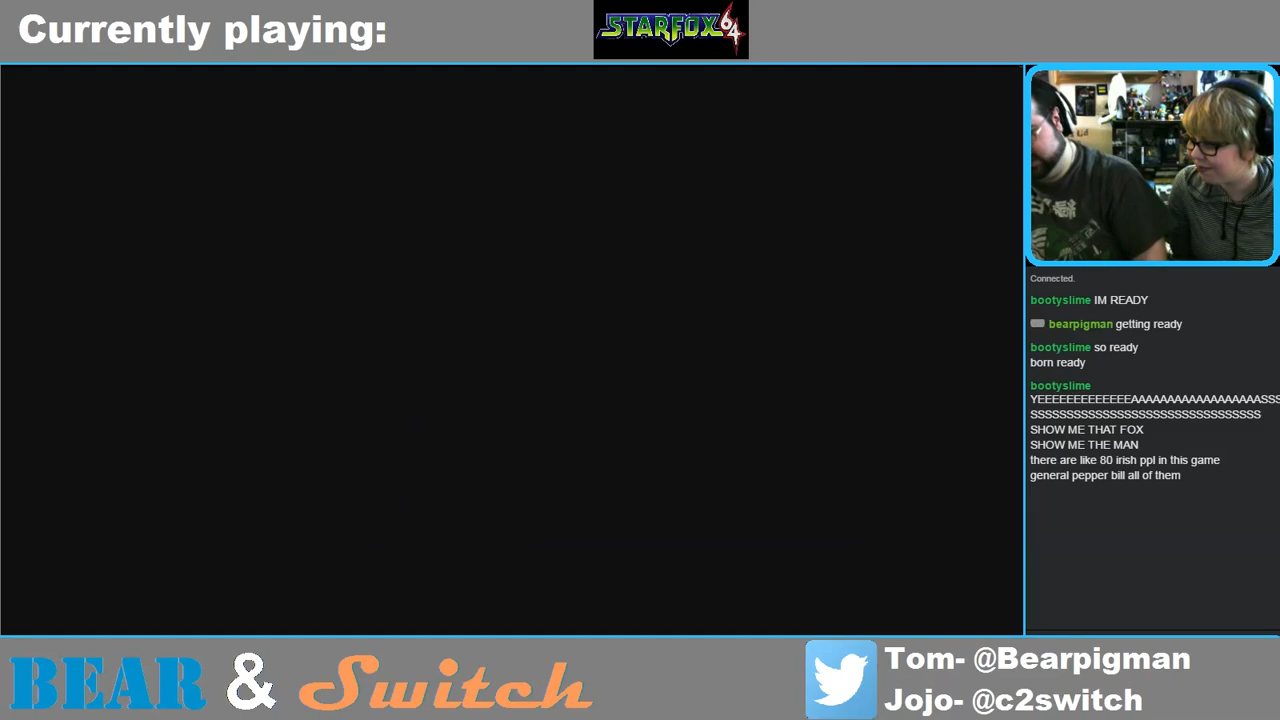 Currently playing:
STARFOX 64
Connected.
bootyslime IM READY
bearpigman getting ready
bootyslime so ready
born ready
bootyslime
YEEEEEEEEEEEEEAAAAAAAAAAAAAAAAAASSS
SSSSSSSSSSSSSSSSSSSSSSSSSSSSSSSS
SHOW ME THAT FOX
SHOW ME THE MAN
there are like 80 irish ppl in this game
general pepper bill all of them
BEAR & Switch
Tom- @Bearpigman
Jojo- @c2switch